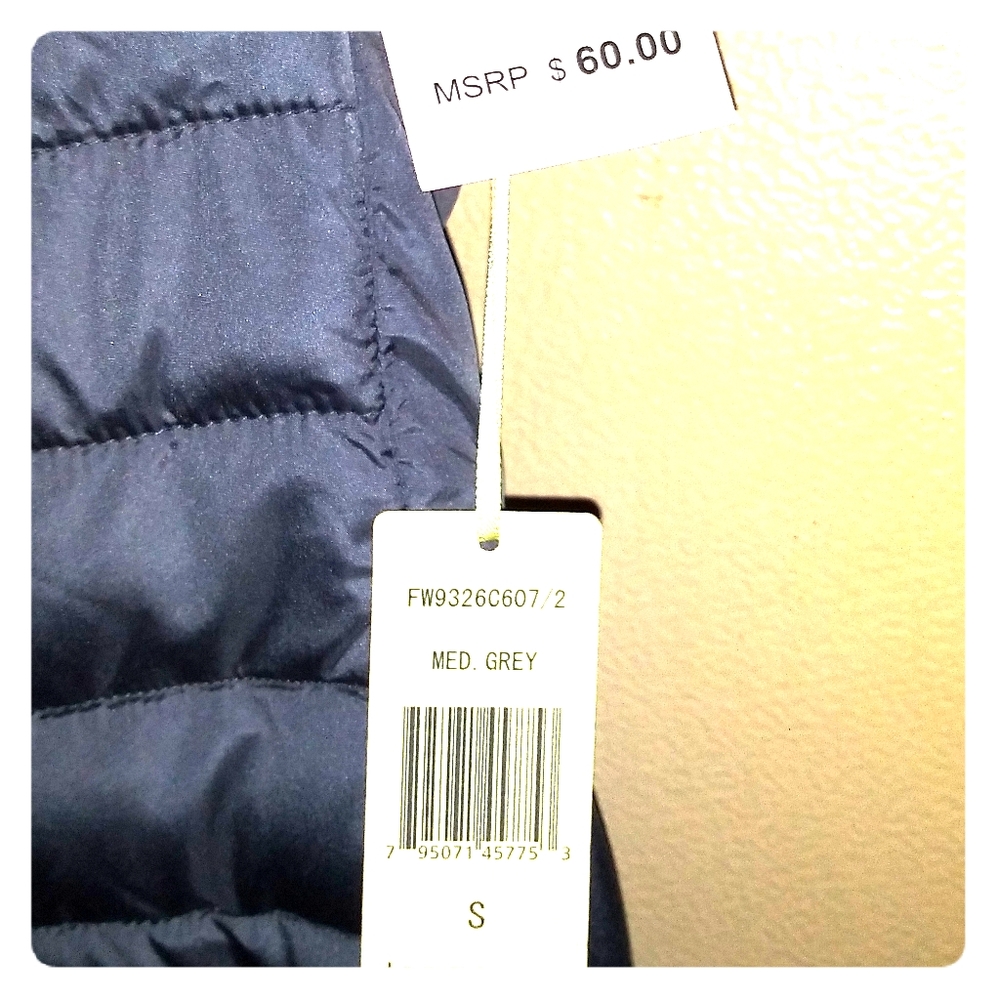 MSRP $ 60.00
FW9326C607/2
MED. GREY
7 95071 45775 3
S